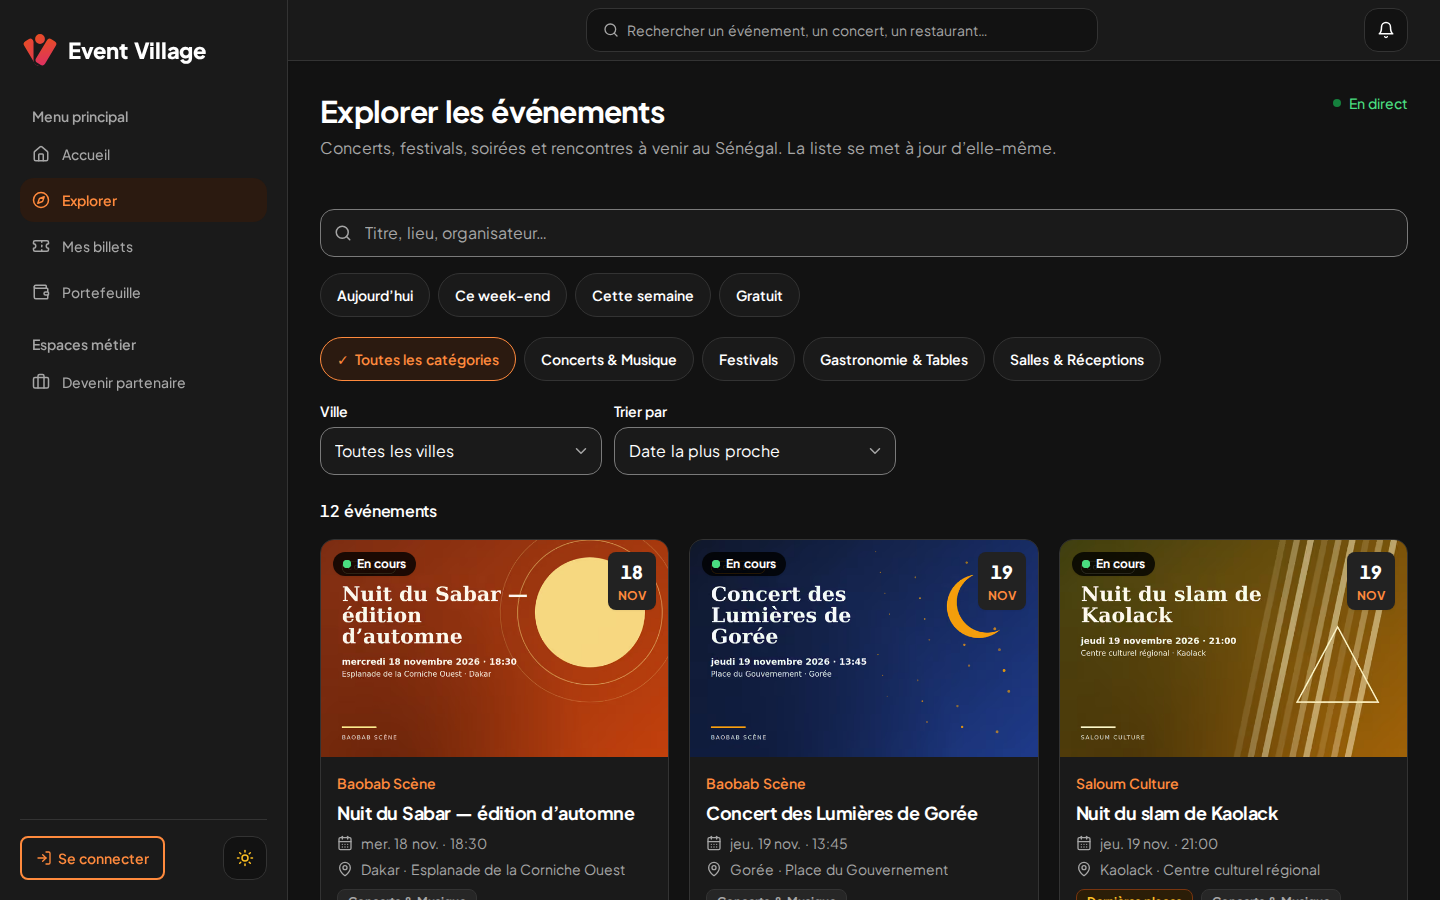 Event Village
Rechercher un événement, un concert, un restaurant…
Menu principal
Accueil
Explorer
Mes billets
Portefeuille
Espaces métier
Devenir partenaire
Se connecter
Explorer les événements
En direct
Concerts, festivals, soirées et rencontres à venir au Sénégal. La liste se met à jour d’elle-même.
Titre, lieu, organisateur…
Aujourd’hui
Ce week-end
Cette semaine
Gratuit
✓ Toutes les catégories
Concerts & Musique
Festivals
Gastronomie & Tables
Salles & Réceptions
Ville
Trier par
Toutes les villes
Date la plus proche
12 événements
En cours
18
NOV
Nuit du Sabar —
édition
d’automne
mercredi 18 novembre 2026 · 18:30
Esplanade de la Corniche Ouest · Dakar
BAOBAB SCÈNE
Baobab Scène
Nuit du Sabar — édition d’automne
mer. 18 nov. · 18:30
Dakar · Esplanade de la Corniche Ouest
Concerts & Musique
En cours
19
NOV
Concert des
Lumières de
Gorée
jeudi 19 novembre 2026 · 13:45
Place du Gouvernement · Gorée
BAOBAB SCÈNE
Baobab Scène
Concert des Lumières de Gorée
jeu. 19 nov. · 13:45
Gorée · Place du Gouvernement
Concerts & Musique
En cours
19
NOV
Nuit du slam de
Kaolack
jeudi 19 novembre 2026 · 21:00
Centre culturel régional · Kaolack
SALOUM CULTURE
Saloum Culture
Nuit du slam de Kaolack
jeu. 19 nov. · 21:00
Kaolack · Centre culturel régional
Dernières places
Concerts & Musique